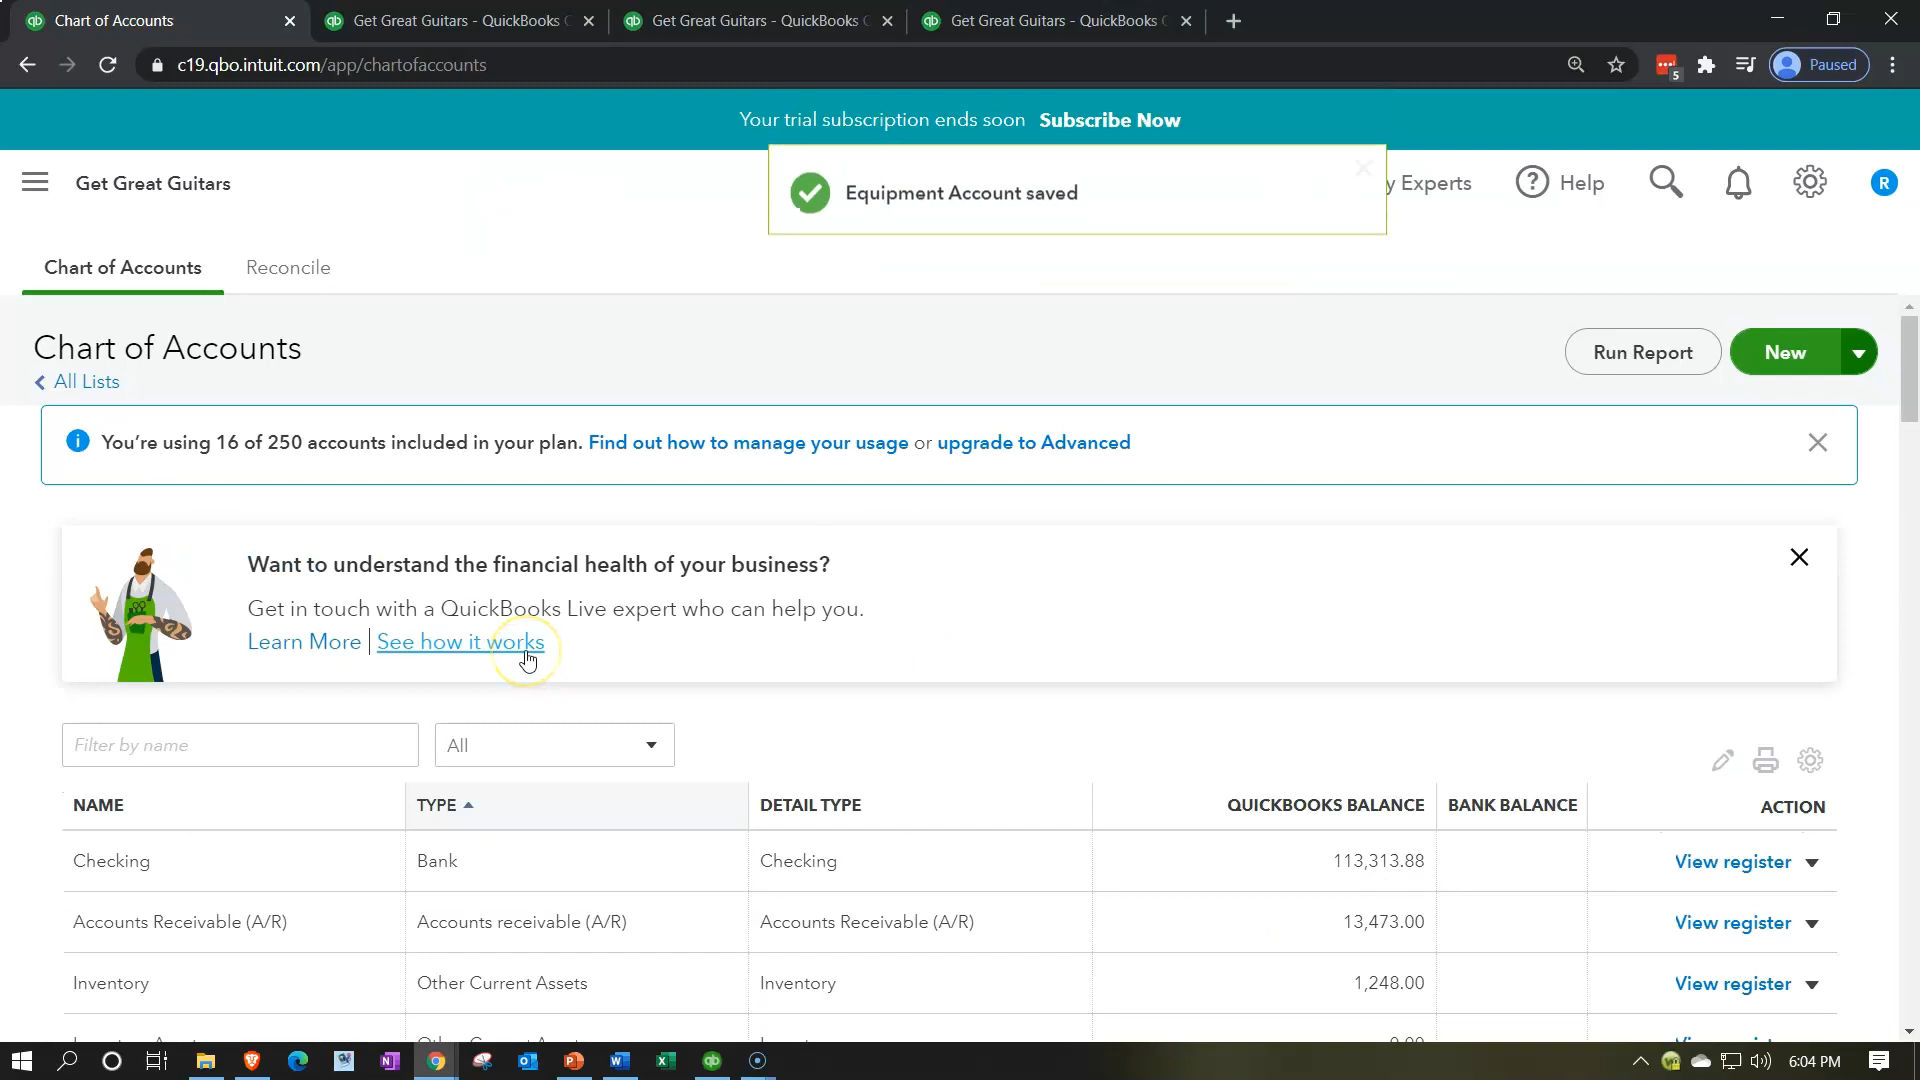 Chart of Accounts
Get Great Guitars - QuickBooks
Get Great Guitars - QuickBooks
Get Great Guitars - QuickBooks
c19.qbo.intuit.com/app/chartofaccounts
5
Paused
Your trial subscription ends soon Subscribe Now
Get Great Guitars
Equipment Account saved
y Experts
Help
R
Chart of Accounts
Reconcile
Chart of Accounts
All Lists
Run Report
New
You're using 16 of 250 accounts included in your plan. Find out how to manage your usage or upgrade to Advanced
Want to understand the financial health of your business?
Get in touch with a QuickBooks Live expert who can help you.
Learn More | See how it works
Filter by name
All
NAME TYPE DETAIL TYPE QUICKBOOKS BALANCE BANK BALANCE ACTION
Checking Bank Checking 113,313.88 View register
Accounts Receivable (A/R) Accounts receivable (A/R) Accounts Receivable (A/R) 13,473.00 View register
Inventory Other Current Assets Inventory 1,248.00 View register
6:04 PM